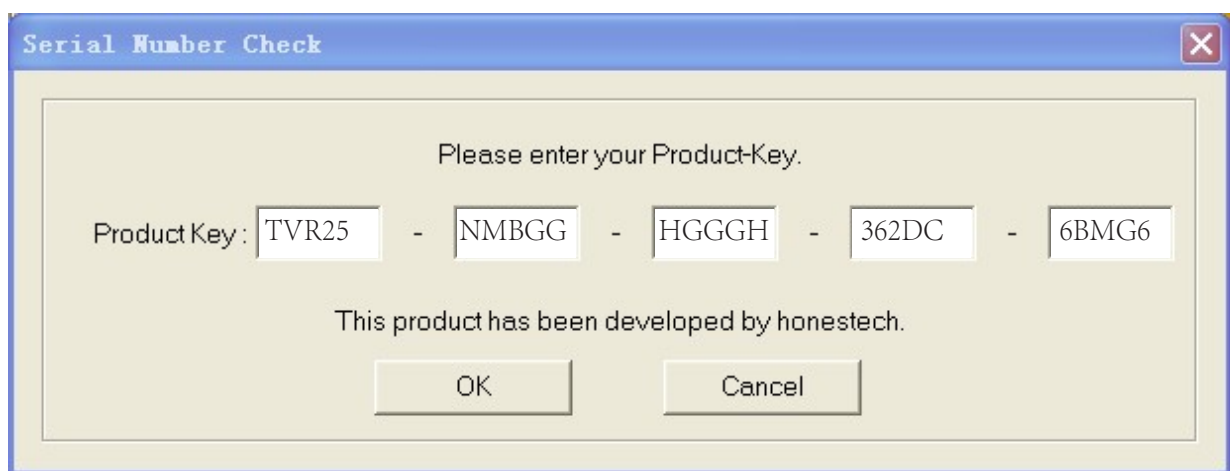 Serial Number Check
Please enter your Product-Key.
Product Key : TVR25 - NMBGG - HGGGH - 362DC - 6BMG6
This product has been developed by honestech.
OK Cancel